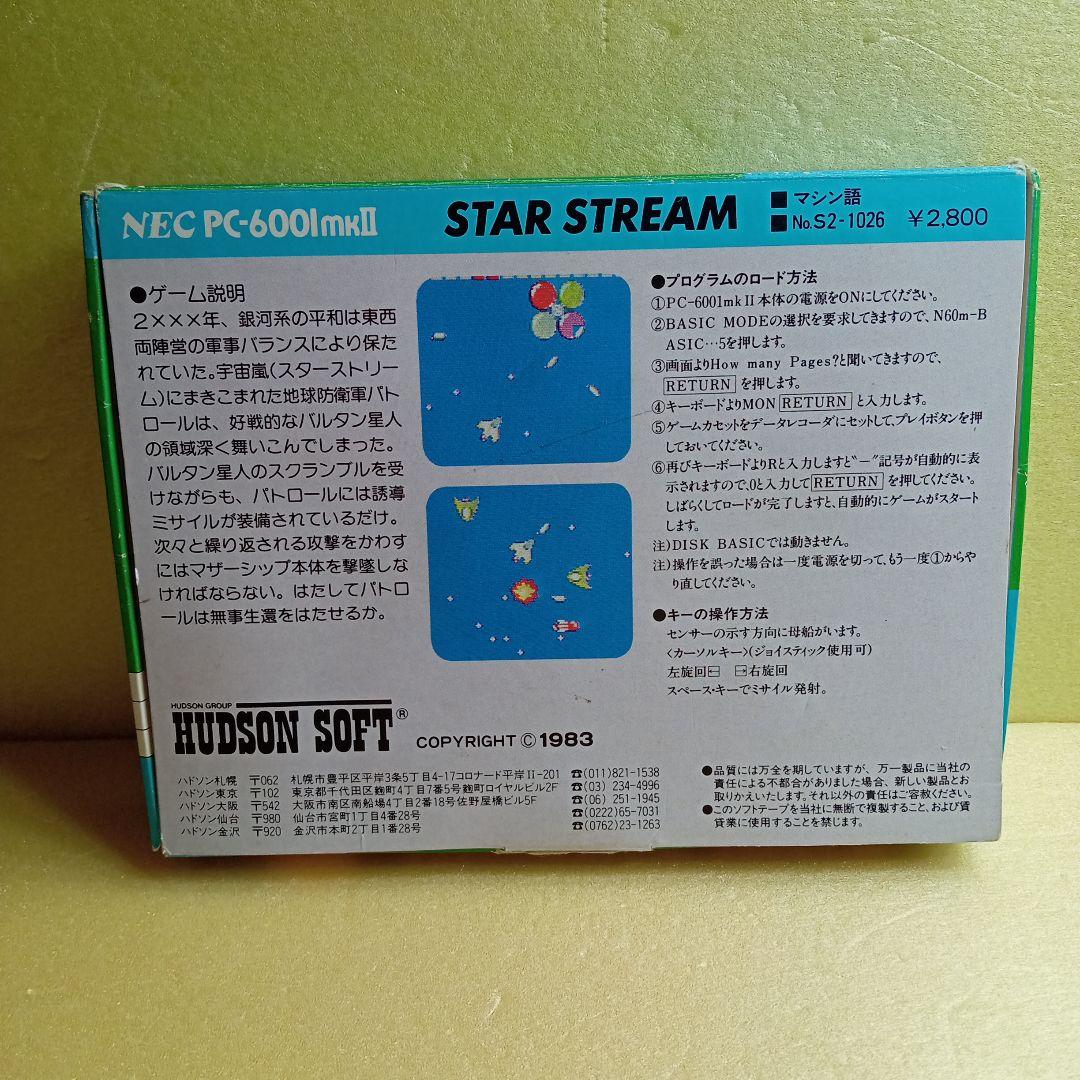 NEC PC-6001mkII
STAR STREAM
■マシン語
■No.S2-1026 ¥2,800
●ゲーム説明
2×××年、銀河系の平和は東西
両陣営の軍事バランスにより保た
れていた。宇宙嵐(スターストリー
ム)にまきこまれた地球防衛軍パト
ロールは、好戦的なバルタン星人
の領域深く舞いこんでしまった。
バルタン星人のスクランブルを受
けながらも、パトロールには誘導
ミサイルが装備されているだけ。
次々と繰り返される攻撃をかわす
にはマザーシップ本体を撃墜しな
ければならない。はたしてパトロ
ールは無事生還をはたせるか。
●プログラムのロード方法
①PC-6001mkII本体の電源をONにしてください。
②BASIC MODEの選択を要求してきますので、N60m-B
ASIC…5を押します。
③画面よりHow many Pages?と聞いてきますので、
RETURN を押します。
④キーボードよりMON RETURN と入力します。
⑤ゲームカセットをデータレコーダにセットして、プレイボタンを押
しておいてください。
⑥再びキーボードよりRと入力しますと"−"記号が自動的に表
示されますので、0と入力して RETURN を押してください。
しばらくしてロードが完了しますと、自動的にゲームがスタート
します。
注)DISK BASICでは動きません。
注)操作を誤った場合は一度電源を切って、もう一度①からや
り直してください。
●キーの操作方法
センサーの示す方向に母船がいます。
〈カーソルキー〉(ジョイスティック使用可)
左旋回← →右旋回
スペース・キーでミサイル発射。
HUDSON GROUP
HUDSON SOFT®
COPYRIGHT © 1983
ハドソン札幌 〒062 札幌市豊平区平岸3条5丁目4-17コロナード平岸II-201 ☎(011)821-1538
ハドソン東京 〒102 東京都千代田区麹町4丁目7番5号麹町ロイヤルビル2F ☎(03) 234-4996
ハドソン大阪 〒542 大阪市南区南船場4丁目2番18号佐野屋橋ビル5F ☎(06) 251-1945
ハドソン仙台 〒980 仙台市宮町1丁目4番28号 ☎(0222)65-7031
ハドソン金沢 〒920 金沢市本町2丁目1番28号 ☎(0762)23-1263
●品質には万全を期していますが、万一製品に当社の
責任による不都合がありました場合、新しい製品とお
取りかえいたします。それ以外の責任はご容赦ください。
●このソフトテープを当社に無断で複製すること、および賃
貸業に使用することを禁じます。